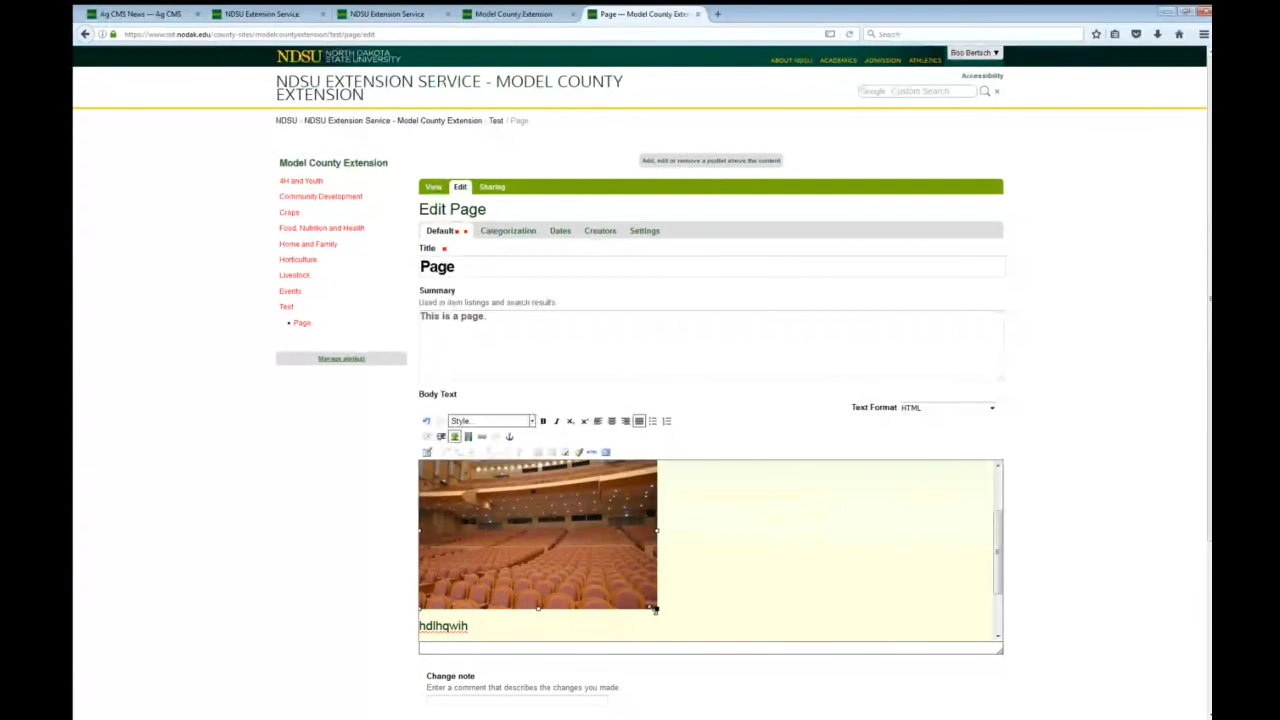 Ag CMS News — Ag CMS × NDSU Extension Service × NDSU Extension Service × Model County Extension × Page — Model County Exten × +
https://www.sst.nodak.edu/county-sites/modelcountyextension/test/page/edit Search
NDSU NORTH DAKOTA STATE UNIVERSITY Bob Bertsch ▼
ABOUT NDSU ACADEMICS ADMISSION ATHLETICS
Accessibility
NDSU EXTENSION SERVICE - MODEL COUNTY
EXTENSION
Google Custom Search ×
NDSU - NDSU Extension Service - Model County Extension Test / Page
Add, edit or remove a portlet above the content
Model County Extension
4H and Youth
Community Development
Crops
Food, Nutrition and Health
Home and Family
Horticulture
Livestock
Events
Test
Page
Manage portlets
View Edit Sharing
Edit Page
Default Categorization Dates Creators Settings
Title
Page
Summary
Used in item listings and search results.
This is a page.
Body Text
Text Format HTML
Style... B I
hdlhqwih
Change note
Enter a comment that describes the changes you made.